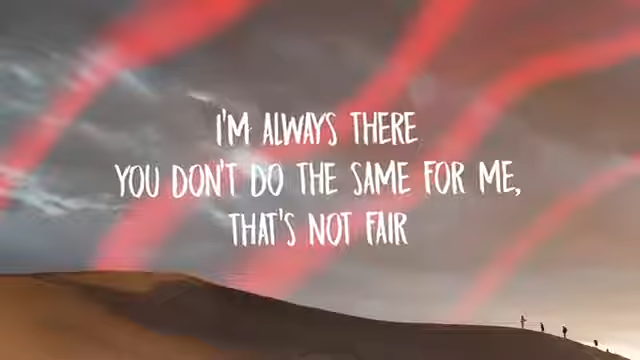 I'M ALWAYS THERE
YOU DON'T DO THE SAME FOR ME,
THAT'S NOT FAIR